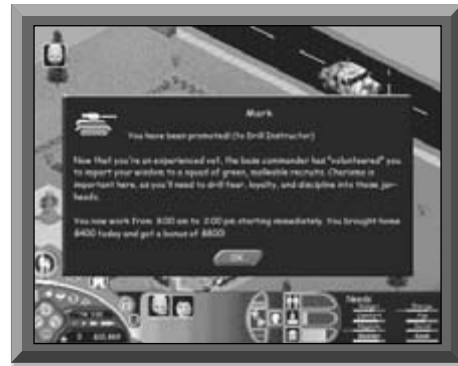 Mark
You have been promoted! (to Drill Instructor)
Now that you're an experienced vet, the base commander has "volunteered" you
to impart your wisdom to a squad of green, malleable recruits. Charisma is
important here, as you'll need to drill fear, loyalty, and discipline into those jar-
heads.
You now work from 8:00 am to 2:00 pm starting immediately. You brought home
$400 today and got a bonus of $800!
OK
Needs